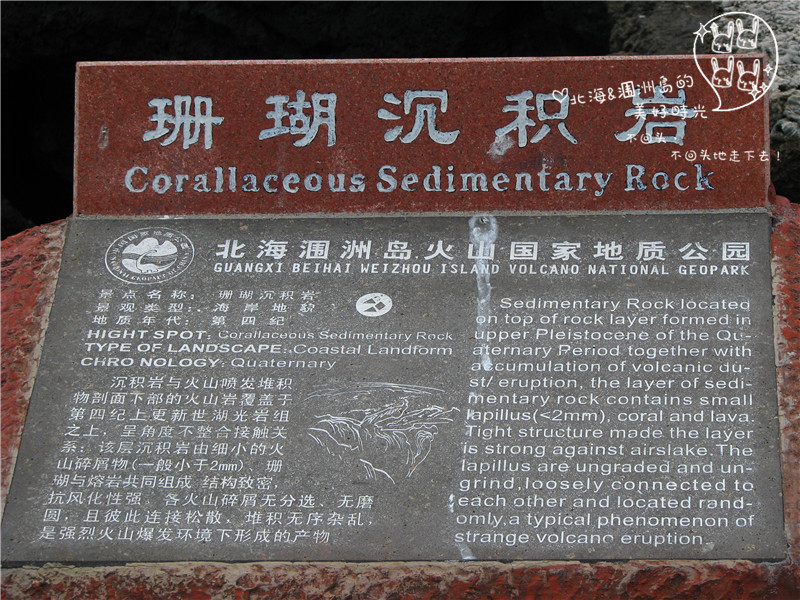 ♡北海&涠洲岛的
美好時光
不回头，
不回头地走下去！
珊瑚沉积岩
Corallaceous Sedimentary Rock
北海涠洲岛火山国家地质公园
GUANGXI BEIHAI WEIZHOU ISLAND VOLCANO NATIONAL GEOPARK
景点名称：珊瑚沉积岩
景观类型：海岸地貌
地质年代：第四纪
HIGHT SPOT: Corallaceous Sedimentary Rock
TYPE OF LANDSCAPE: Coastal Landform
CHRO NOLOGY: Quaternary
沉积岩与火山喷发堆积
物剖面下部的火山岩覆盖于
第四纪上更新世湖光岩组
之上，呈角度不整合接触关
系；该层沉积岩由细小的火
山碎屑物(一般小于2mm)、珊
瑚与熔岩共同组成，结构致密，
抗风化性强。各火山碎屑无分选、无磨
圆，且彼此连接松散，堆积无序杂乱，
是强烈火山爆发环境下形成的产物
Sedimentary Rock located
on top of rock layer formed in
upper Pleistocene of the Qu-
aternary Period together with
accumulation of volcanic du-
st/ eruption, the layer of sedi-
mentary rock contains small
lapillus(<2mm), coral and lava.
Tight structure made the layer
is strong against airslake.The
lapillus are ungraded and un-
grind,loosely connected to
each other and located rand-
omly,a typical phenomenon of
strange volcano eruption.